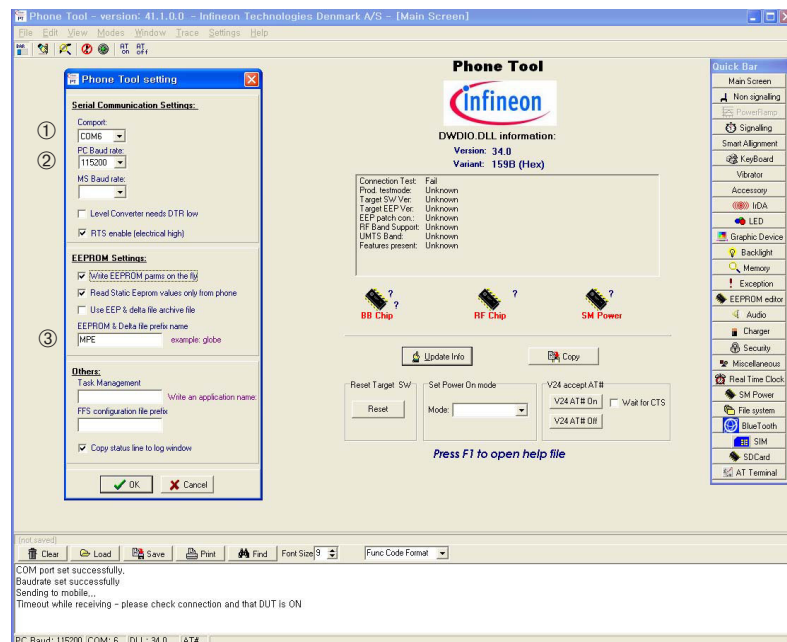 Phone Tool - version: 41.1.0.0 - Infineon Technologies Denmark A/S - [Main Screen]
File Edit View Modes Window Trace Settings Help
BAR
PT
AT on
AT off
Phone Tool setting
Serial Communication Settings:
Comport:
①
COM6
PC Baud rate:
②
115200
MS Baud rate:
Level Converter needs DTR low
RTS enable (electrical high)
EEPROM Settings:
Write EEPROM parms on the fly
Read Static Eeprom values only from phone
Use EEP & delta file archive file
EEPROM & Delta file prefix name
③
MPE
example: globe
Others:
Task Management
Write an application name:
FFS configuration file prefix
Copy status line to log window
OK
Cancel
Phone Tool
infineon
DWDIO.DLL information:
Version: 34.0
Variant: 159B (Hex)
Connection Test: Fail
Prod. testmode: Unknown
Target SW Ver: Unknown
Target EEP Ver: Unknown
EEP patch con.: Unknown
RF Band Support: Unknown
UMTS Band: Unknown
Features present: Unknown
? ?
BB Chip
?
RF Chip
?
SM Power
Update Info
Copy
Reset Target SW
Reset
Set Power On mode
Mode:
V24 accept AT#
V24 AT# On
Wait for CTS
V24 AT# Off
Press F1 to open help file
Quick Bar
Main Screen
Non signalling
PowerRamp
Signalling
Smart Allignment
KeyBoard
Vibrator
Accessory
IrDA
LED
Graphic Device
Backlight
Memory
Exception
EEPROM editor
Audio
Charger
Security
Miscellaneous
Real Time Clock
SM Power
File system
BlueTooth
SIM
SDCard
AT Terminal
(not saved)
Clear
Load
Save
Print
Find
Font Size 9
Func Code Format
COM port set successfully.
Baudrate set successfully
Sending to mobile...
Timeout while receiving - please check connection and that DUT is ON
PC Baud: 115200 COM: 6 DLL: 34.0 AT#